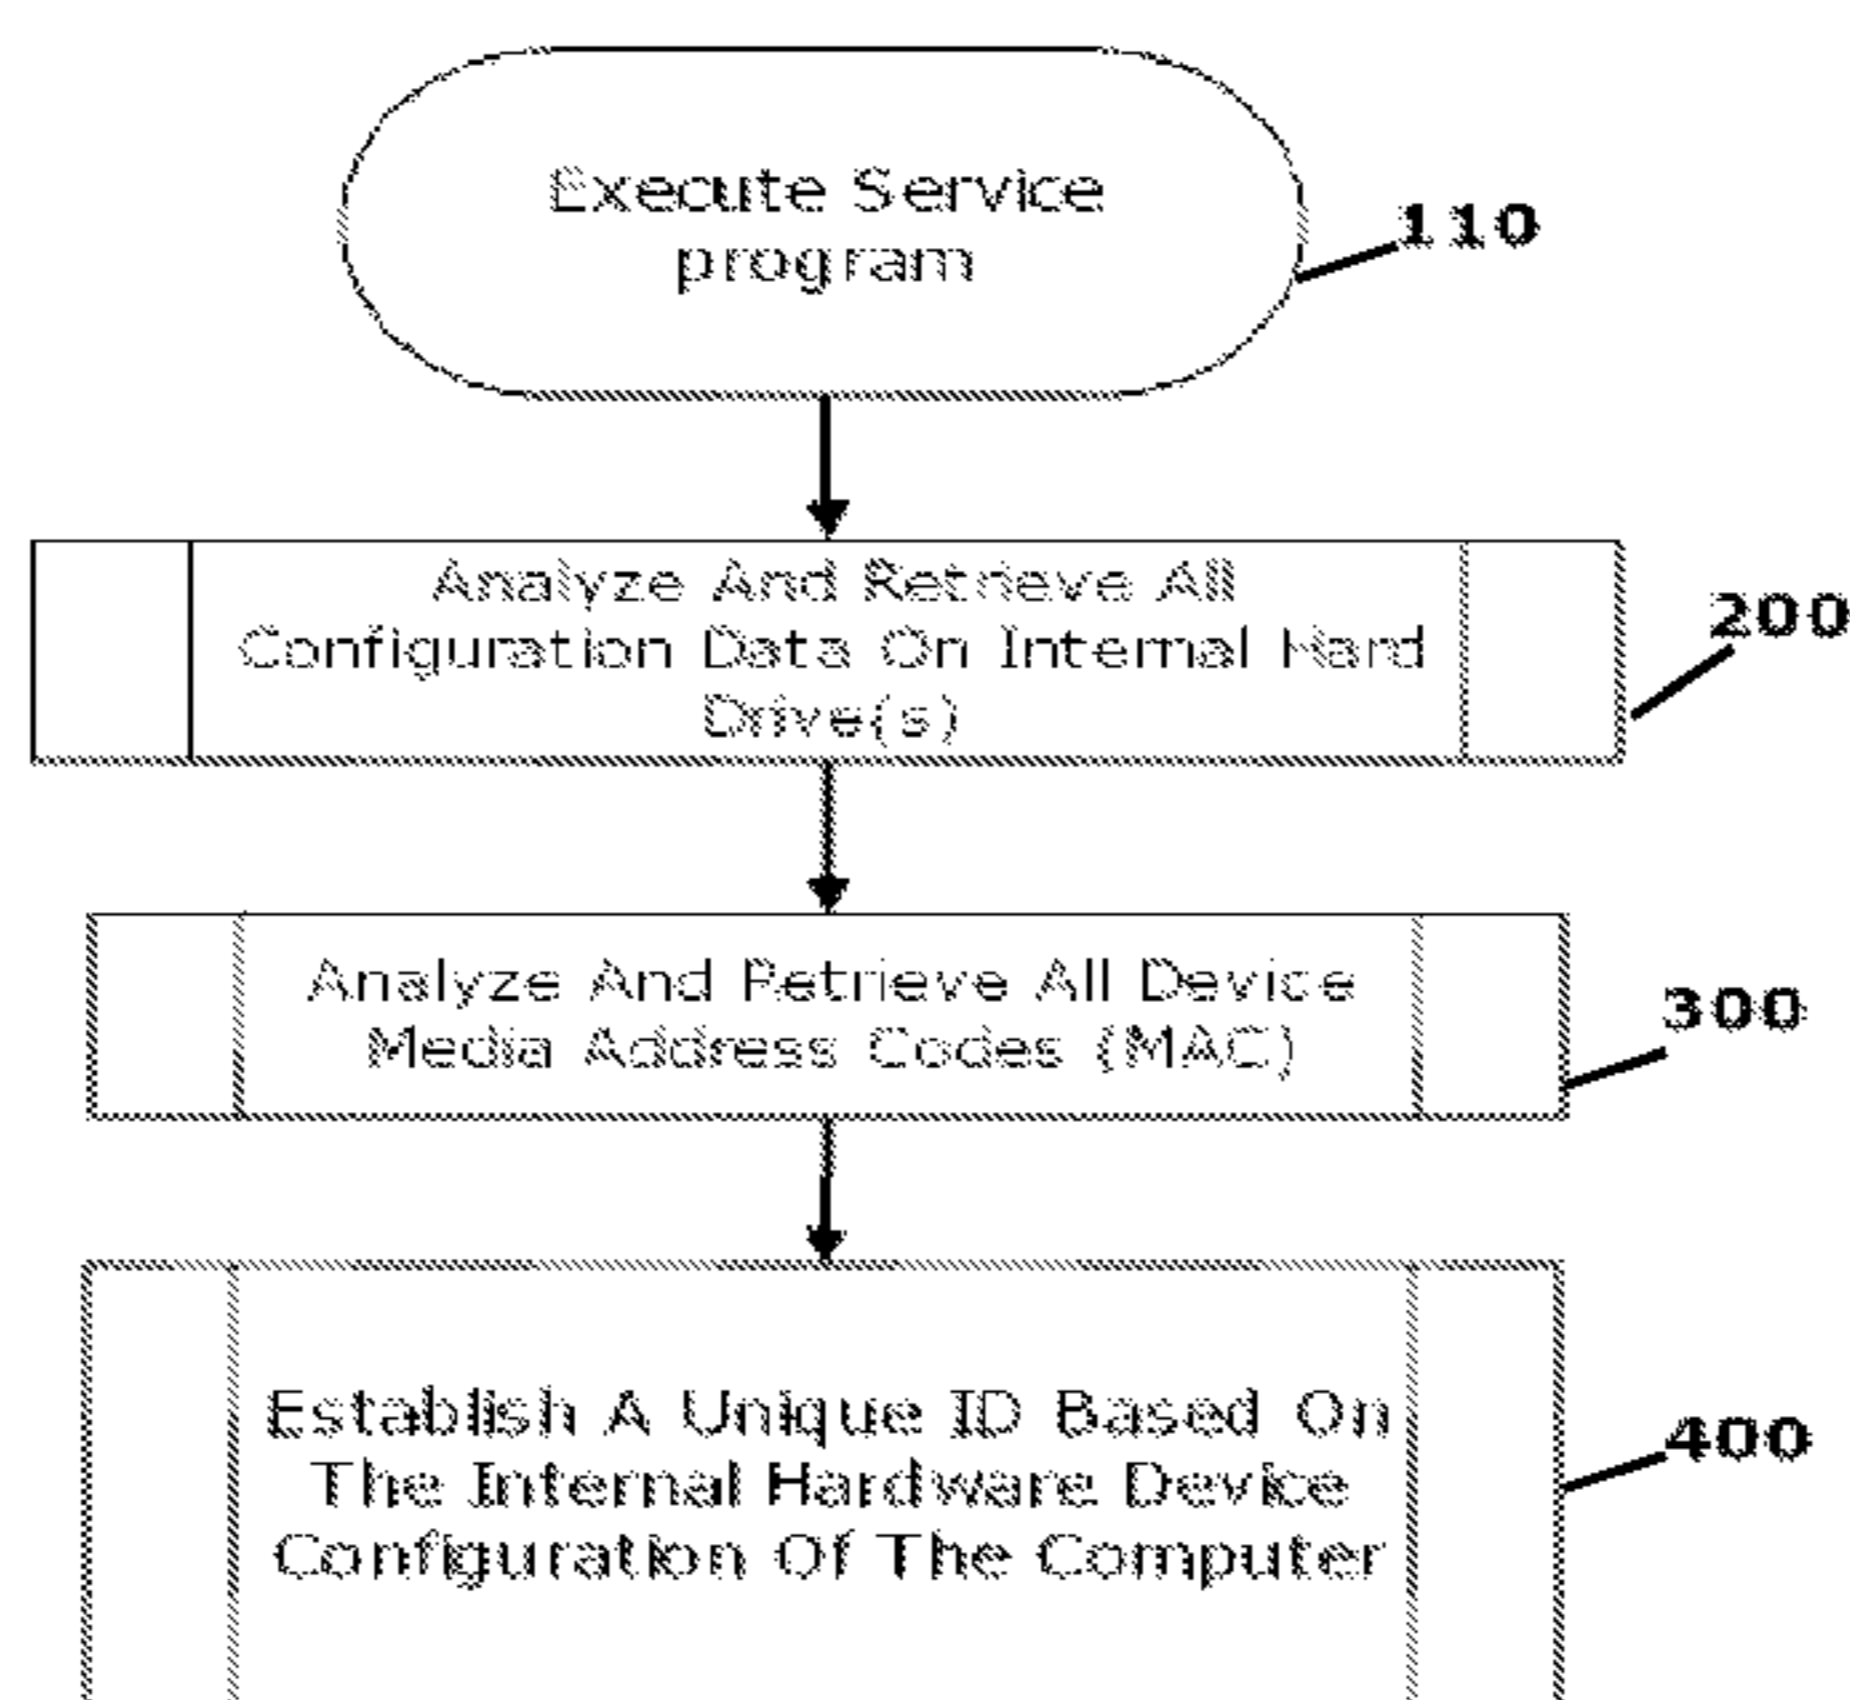 Execute Service
program
110
Analyze And Retrieve All
Configuration Data On Internal Hard
Drive(s)
200
Analyze And Retrieve All Device
Media Address Codes (MAC)
300
Establish A Unique ID Based On
The Internal Hardware Device
Configuration Of The Computer
400